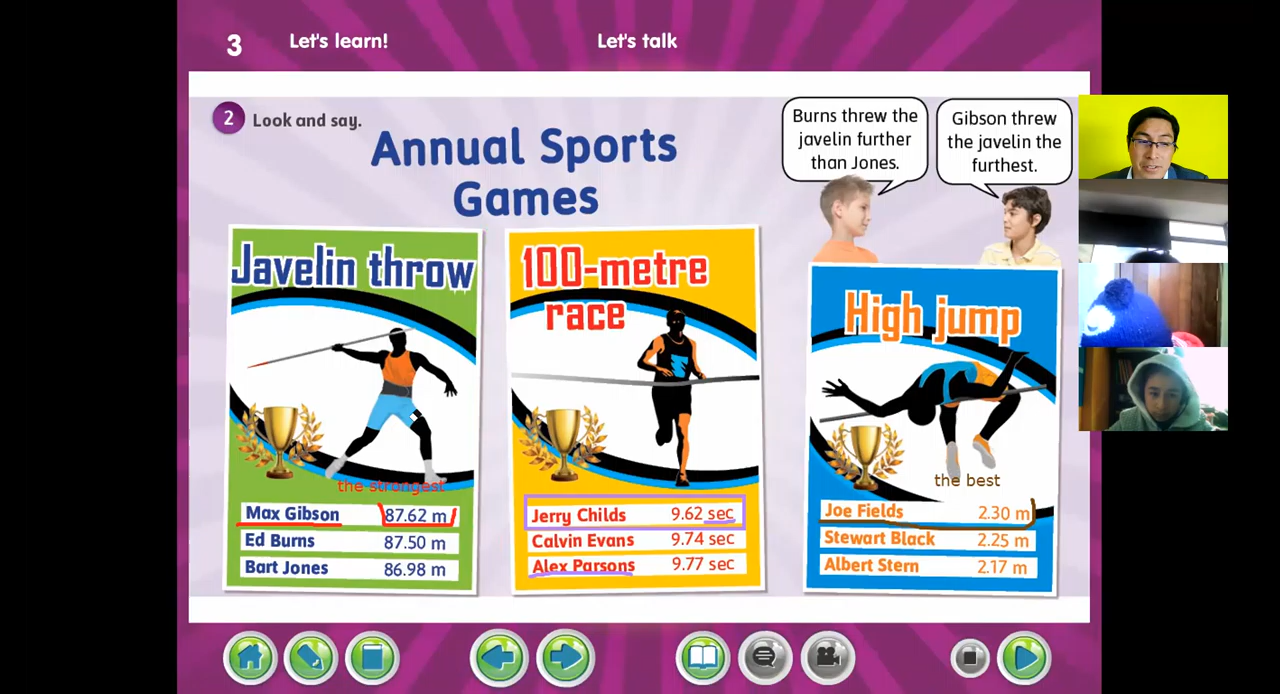 3 Let's learn! Let's talk
2 Look and say.
Annual Sports
Games
Burns threw the
javelin further
than Jones.
Gibson threw
the javelin the
furthest.
Javelin throw
the strongest
Max Gibson 87.62 m
Ed Burns 87.50 m
Bart Jones 86.98 m
100-metre
race
Jerry Childs 9.62 sec
Calvin Evans 9.74 sec
Alex Parsons 9.77 sec
High jump
the best
Joe Fields 2.30 m
Stewart Black 2.25 m
Albert Stern 2.17 m